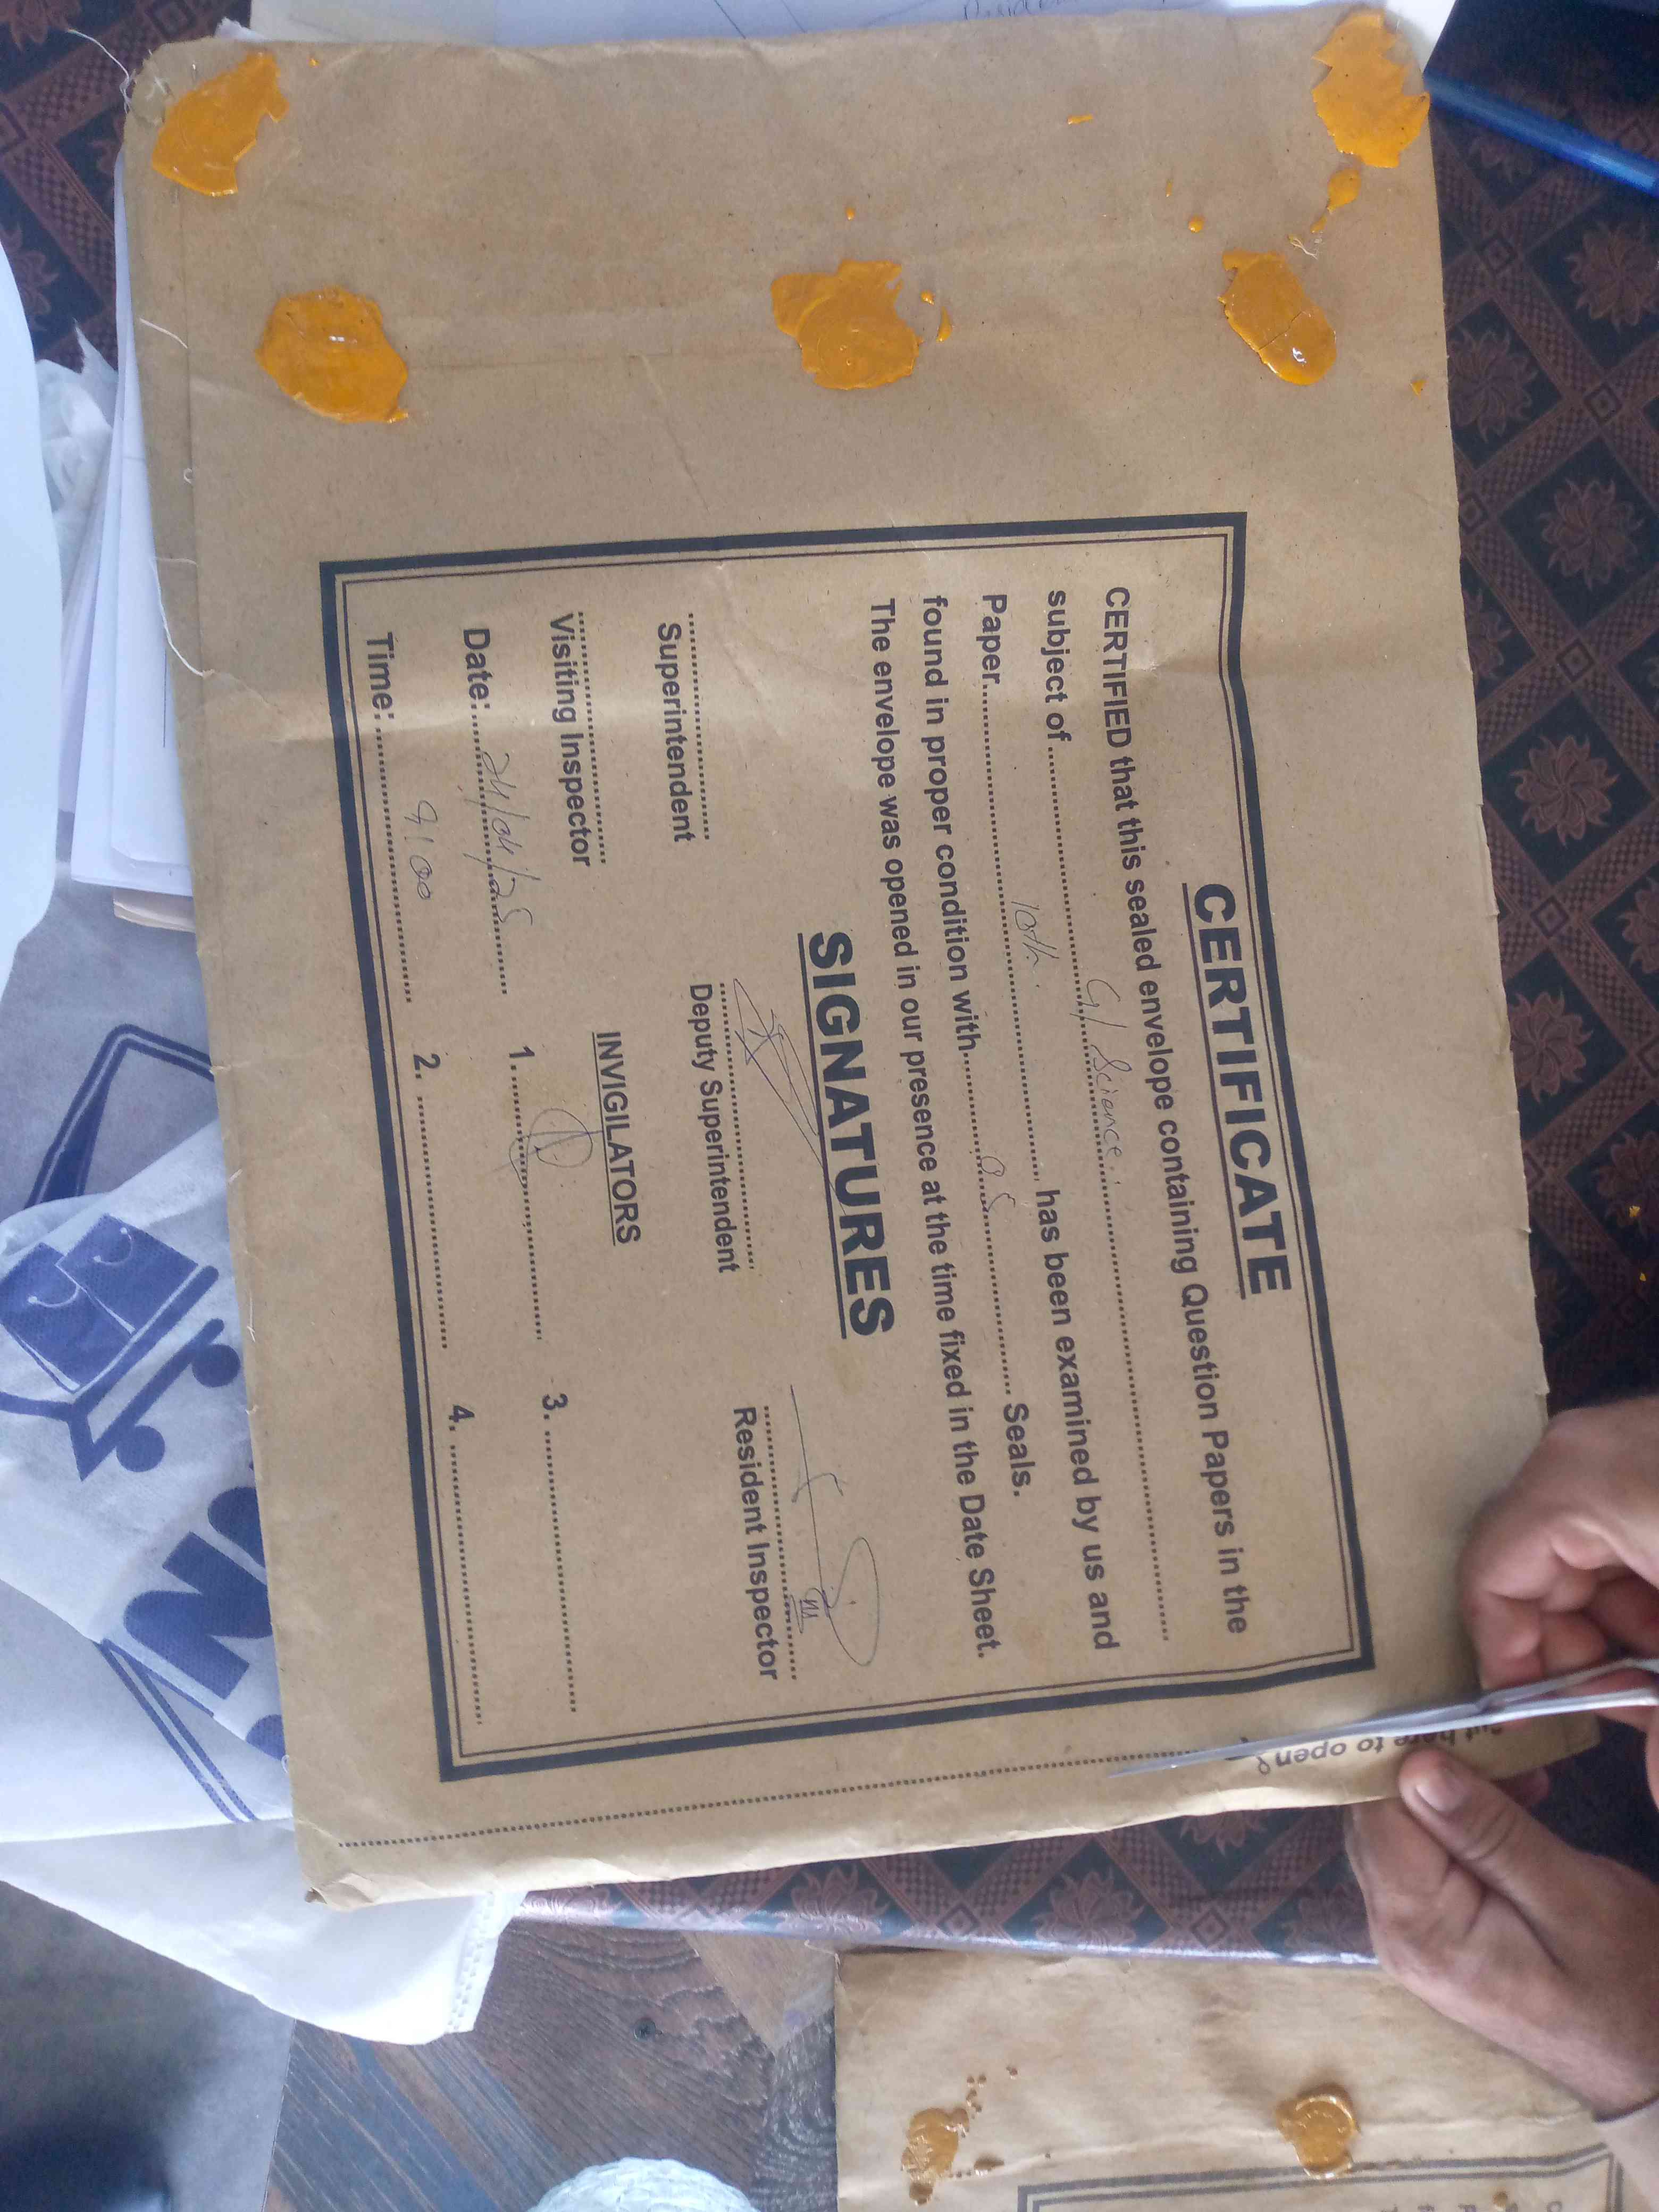 CERTIFICATE
CERTIFIED that this sealed envelope containing Question Papers in the
subject of G/Science
Paper 10th has been examined by us and
found in proper condition with 05 Seals.
The envelope was opened in our presence at the time fixed in the Date Sheet.
SIGNATURES
Superintendent Deputy Superintendent Resident Inspector
Visiting Inspector INVIGILATORS
Date: 24/04/25 1. 3.
Time: 9:00 2. 4.
Cut here to open